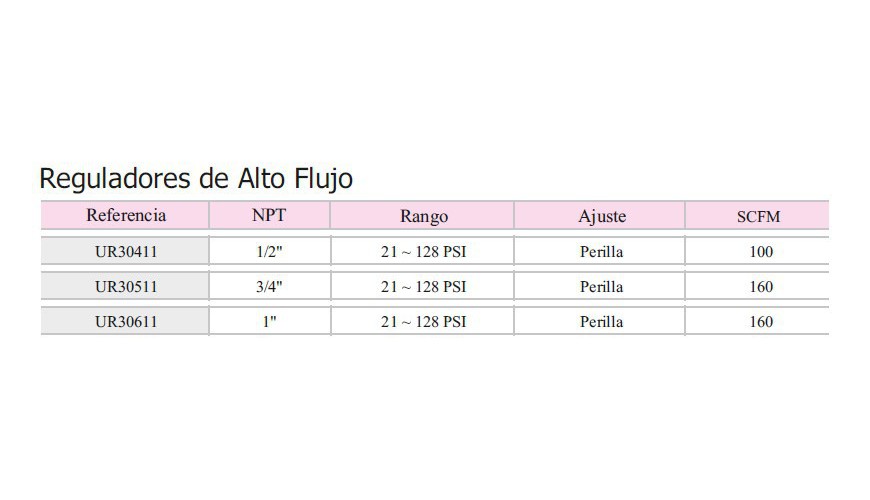 Reguladores de Alto Flujo
Referencia NPT Rango Ajuste SCFM
UR30411 1/2" 21 ~ 128 PSI Perilla 100
UR30511 3/4" 21 ~ 128 PSI Perilla 160
UR30611 1" 21 ~ 128 PSI Perilla 160